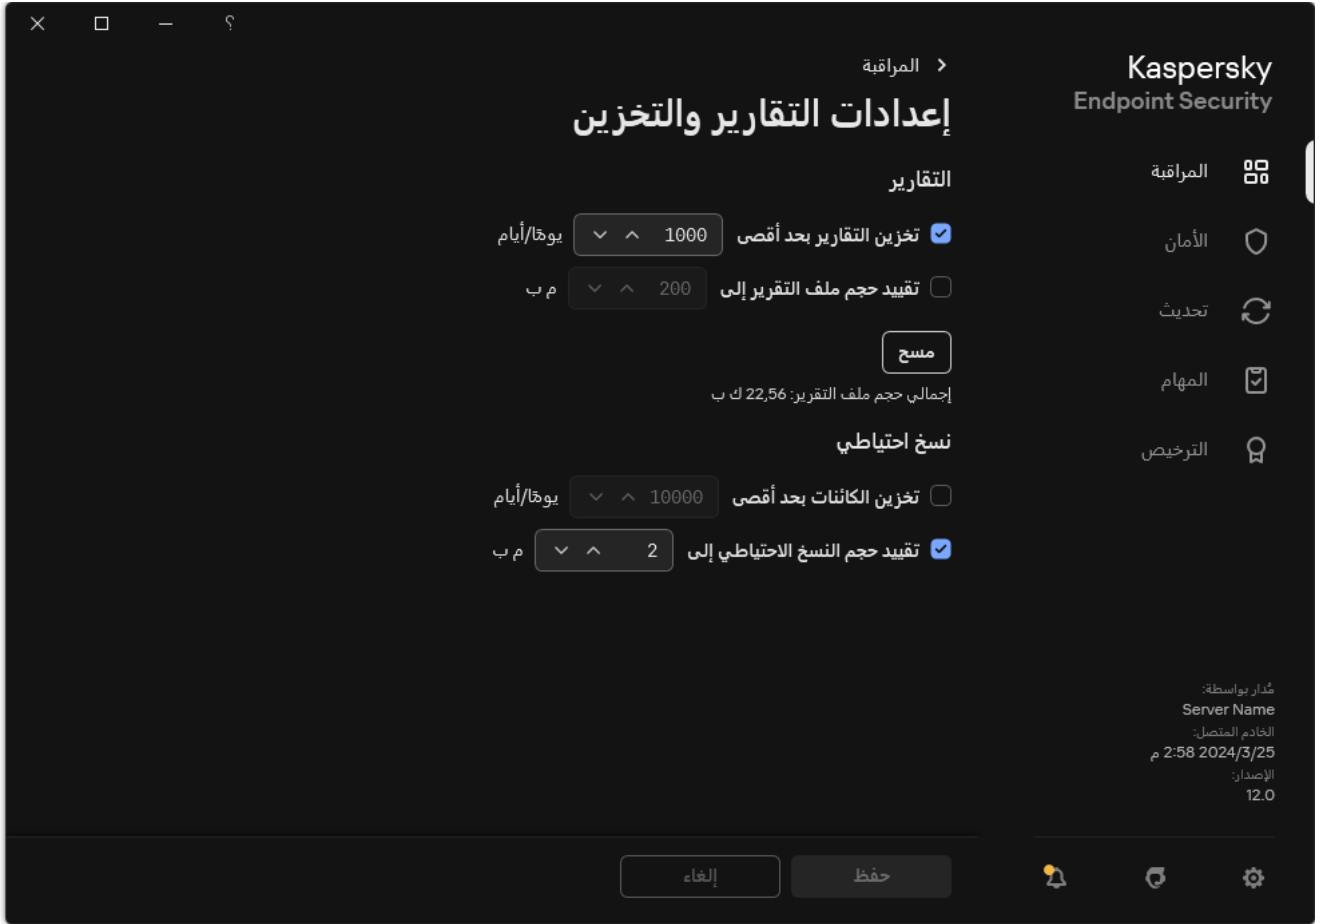 ؟
Kaspersky
Endpoint Security
المراقبة
الأمان
تحديث
المهام
الترخيص
مُدار بواسطة:
Server Name
الخادم المتصل:
2024/3/25 2:58 م
الإصدار:
12.0
المراقبة
إعدادات التقارير والتخزين
التقارير
تخزين التقارير بحد أقصى 1000 يومًا/أيام
تقييد حجم ملف التقرير إلى 200 م ب
مسح
إجمالي حجم ملف التقرير: 22,56 ك ب
نسخ احتياطي
تخزين الكائنات بحد أقصى 10000 يومًا/أيام
تقييد حجم النسخ الاحتياطي إلى 2 م ب
حفظ
إلغاء